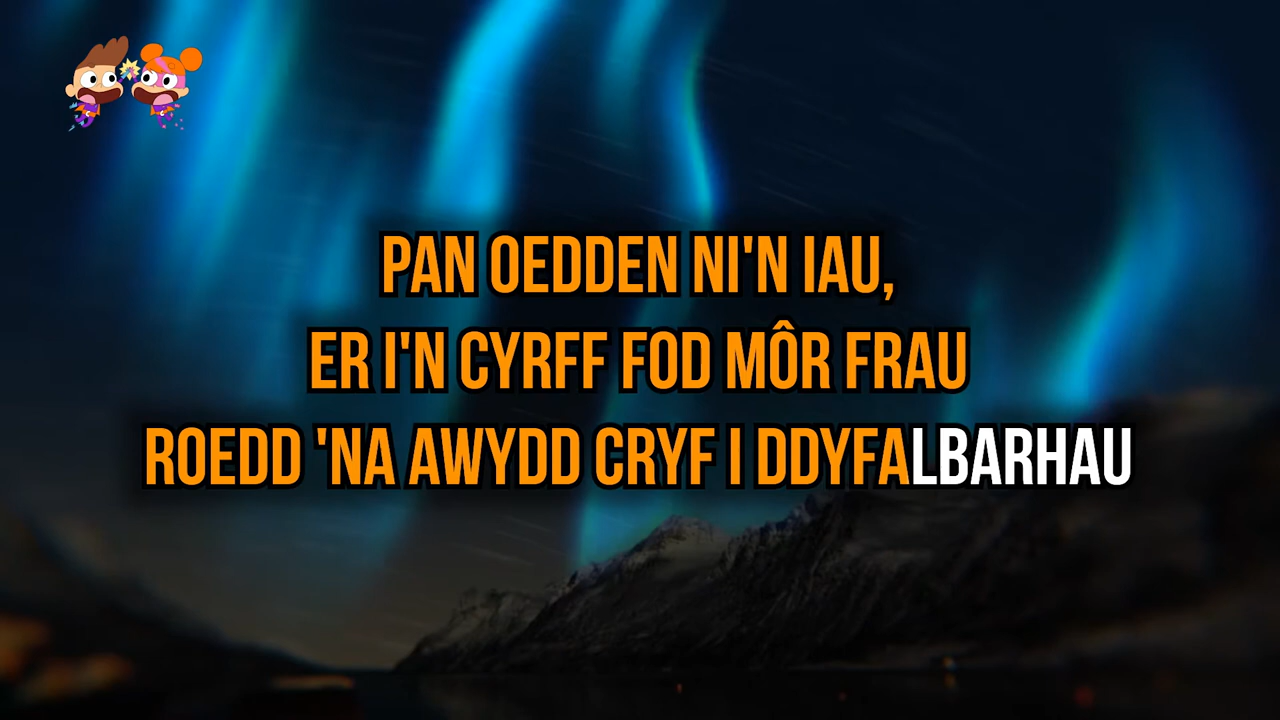 PAN OEDDEN NI'N IAU,
ER I'N CYRFF FOD MÔR FRAU
ROEDD 'NA AWYDD CRYF I DDYFALBARHAU